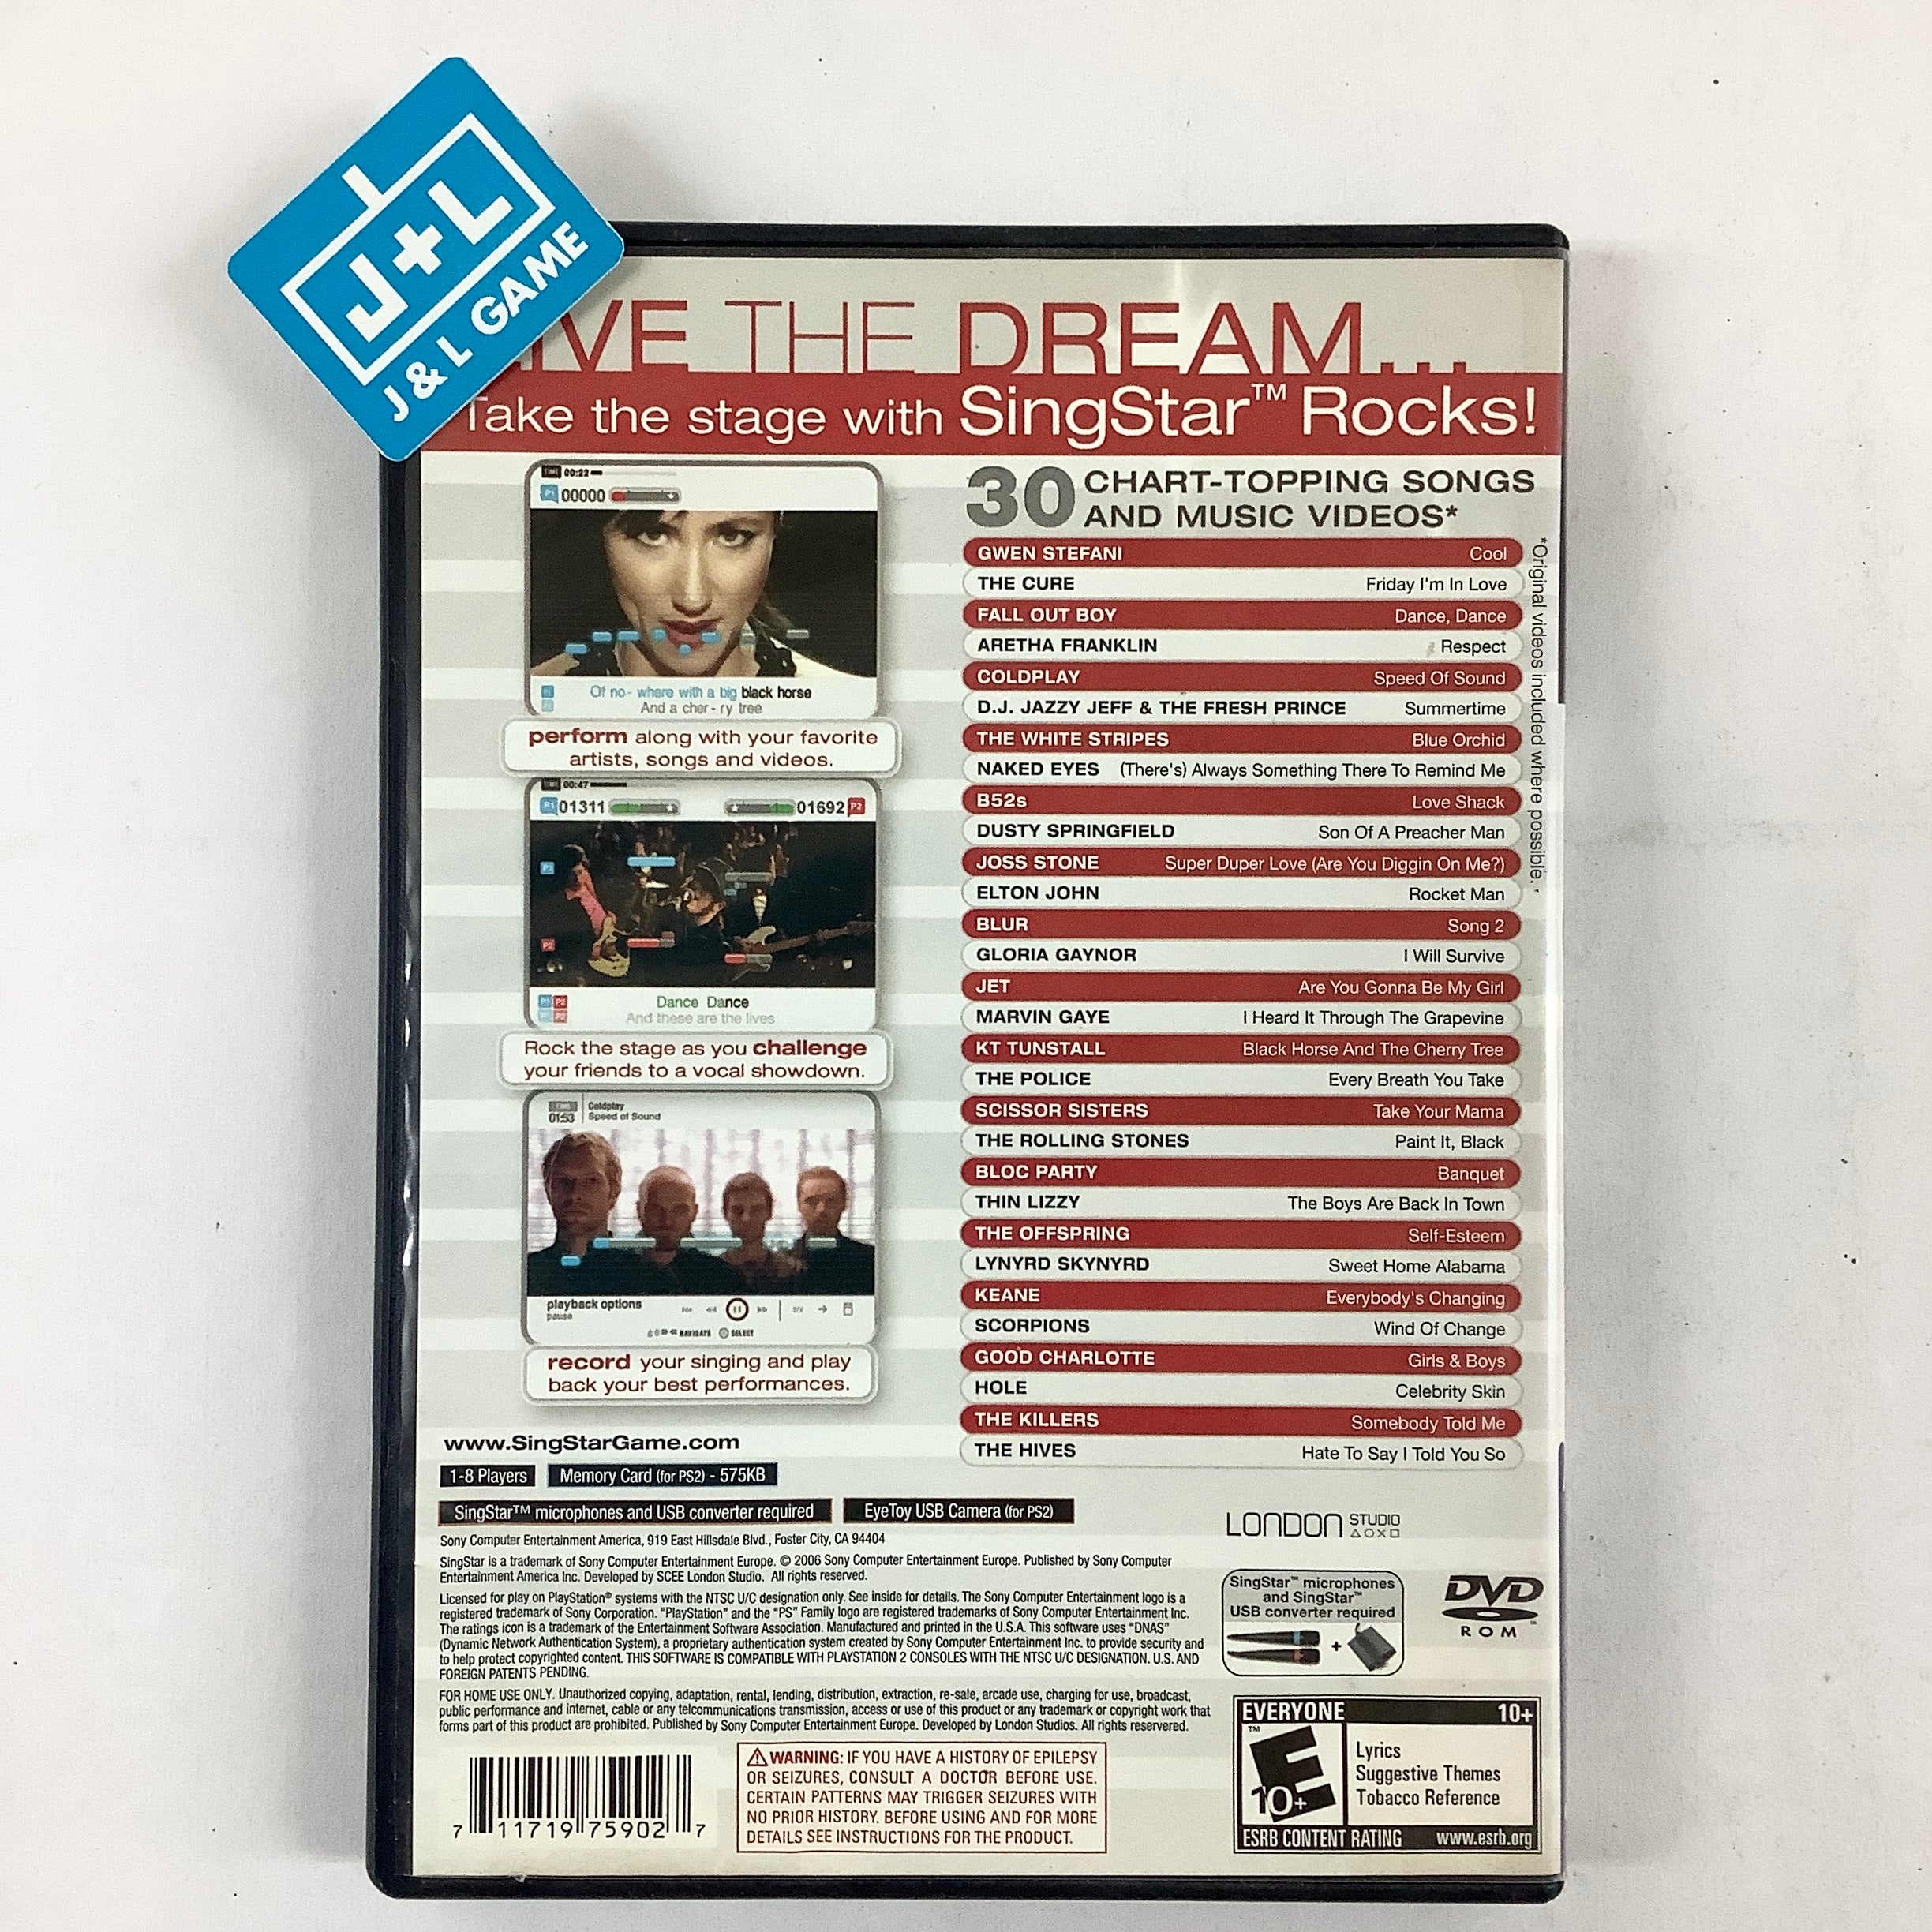 J+L
J & L GAME
IVE THE DREAM...
Take the stage with SingStar™ Rocks!
TIME 00:22
P1 00000
Of no- where with a big black horse
And a cher - ry tree
perform along with your favorite
artists, songs and videos.
TIME 00:47
P1 01311 01692 P2
P1
P2
P1 P2
Dance Dance
P1 P2
And these are the lives
Rock the stage as you challenge
your friends to a vocal showdown.
TIME Coldplay
01:53 Speed of Sound
playback options
pause
NAVIGATE SELECT
record your singing and play
back your best performances.
30 CHART-TOPPING SONGS
AND MUSIC VIDEOS*
GWEN STEFANI Cool
THE CURE Friday I'm In Love
FALL OUT BOY Dance, Dance
ARETHA FRANKLIN Respect
COLDPLAY Speed Of Sound
D.J. JAZZY JEFF & THE FRESH PRINCE Summertime
THE WHITE STRIPES Blue Orchid
NAKED EYES (There's) Always Something There To Remind Me
B52s Love Shack
DUSTY SPRINGFIELD Son Of A Preacher Man
JOSS STONE Super Duper Love (Are You Diggin On Me?)
ELTON JOHN Rocket Man
BLUR Song 2
GLORIA GAYNOR I Will Survive
JET Are You Gonna Be My Girl
MARVIN GAYE I Heard It Through The Grapevine
KT TUNSTALL Black Horse And The Cherry Tree
THE POLICE Every Breath You Take
SCISSOR SISTERS Take Your Mama
THE ROLLING STONES Paint It, Black
BLOC PARTY Banquet
THIN LIZZY The Boys Are Back In Town
THE OFFSPRING Self-Esteem
LYNYRD SKYNYRD Sweet Home Alabama
KEANE Everybody's Changing
SCORPIONS Wind Of Change
GOOD CHARLOTTE Girls & Boys
HOLE Celebrity Skin
THE KILLERS Somebody Told Me
THE HIVES Hate To Say I Told You So
*Original videos included where possible.
www.SingStarGame.com
1-8 Players Memory Card (for PS2) - 575KB
SingStar™ microphones and USB converter required EyeToy USB Camera (for PS2)
Sony Computer Entertainment America, 919 East Hillsdale Blvd., Foster City, CA 94404
SingStar is a trademark of Sony Computer Entertainment Europe. © 2006 Sony Computer Entertainment Europe. Published by Sony Computer
Entertainment America Inc. Developed by SCEE London Studio. All rights reserved.
Licensed for play on PlayStation® systems with the NTSC U/C designation only. See inside for details. The Sony Computer Entertainment logo is a
registered trademark of Sony Corporation. "PlayStation" and the "PS" Family logo are registered trademarks of Sony Computer Entertainment Inc.
The ratings icon is a trademark of the Entertainment Software Association. Manufactured and printed in the U.S.A. This software uses "DNAS"
(Dynamic Network Authentication System), a proprietary authentication system created by Sony Computer Entertainment Inc. to provide security and
to help protect copyrighted content. THIS SOFTWARE IS COMPATIBLE WITH PLAYSTATION 2 CONSOLES WITH THE NTSC U/C DESIGNATION. U.S. AND
FOREIGN PATENTS PENDING.
FOR HOME USE ONLY. Unauthorized copying, adaptation, rental, lending, distribution, extraction, re-sale, arcade use, charging for use, broadcast,
public performance and internet, cable or any telcommunications transmission, access or use of this product or any trademark or copyright work that
forms part of this product are prohibited. Published by Sony Computer Entertainment Europe. Developed by London Studios. All rights reserverved.
LONDON STUDIO
SingStar™ microphones
and SingStar™
USB converter required
+
DVD
ROM
7 11719 75902 7
WARNING: IF YOU HAVE A HISTORY OF EPILEPSY
OR SEIZURES, CONSULT A DOCTOR BEFORE USE.
CERTAIN PATTERNS MAY TRIGGER SEIZURES WITH
NO PRIOR HISTORY. BEFORE USING AND FOR MORE
DETAILS SEE INSTRUCTIONS FOR THE PRODUCT.
EVERYONE 10+
E
™
10+
Lyrics
Suggestive Themes
Tobacco Reference
ESRB CONTENT RATING www.esrb.org